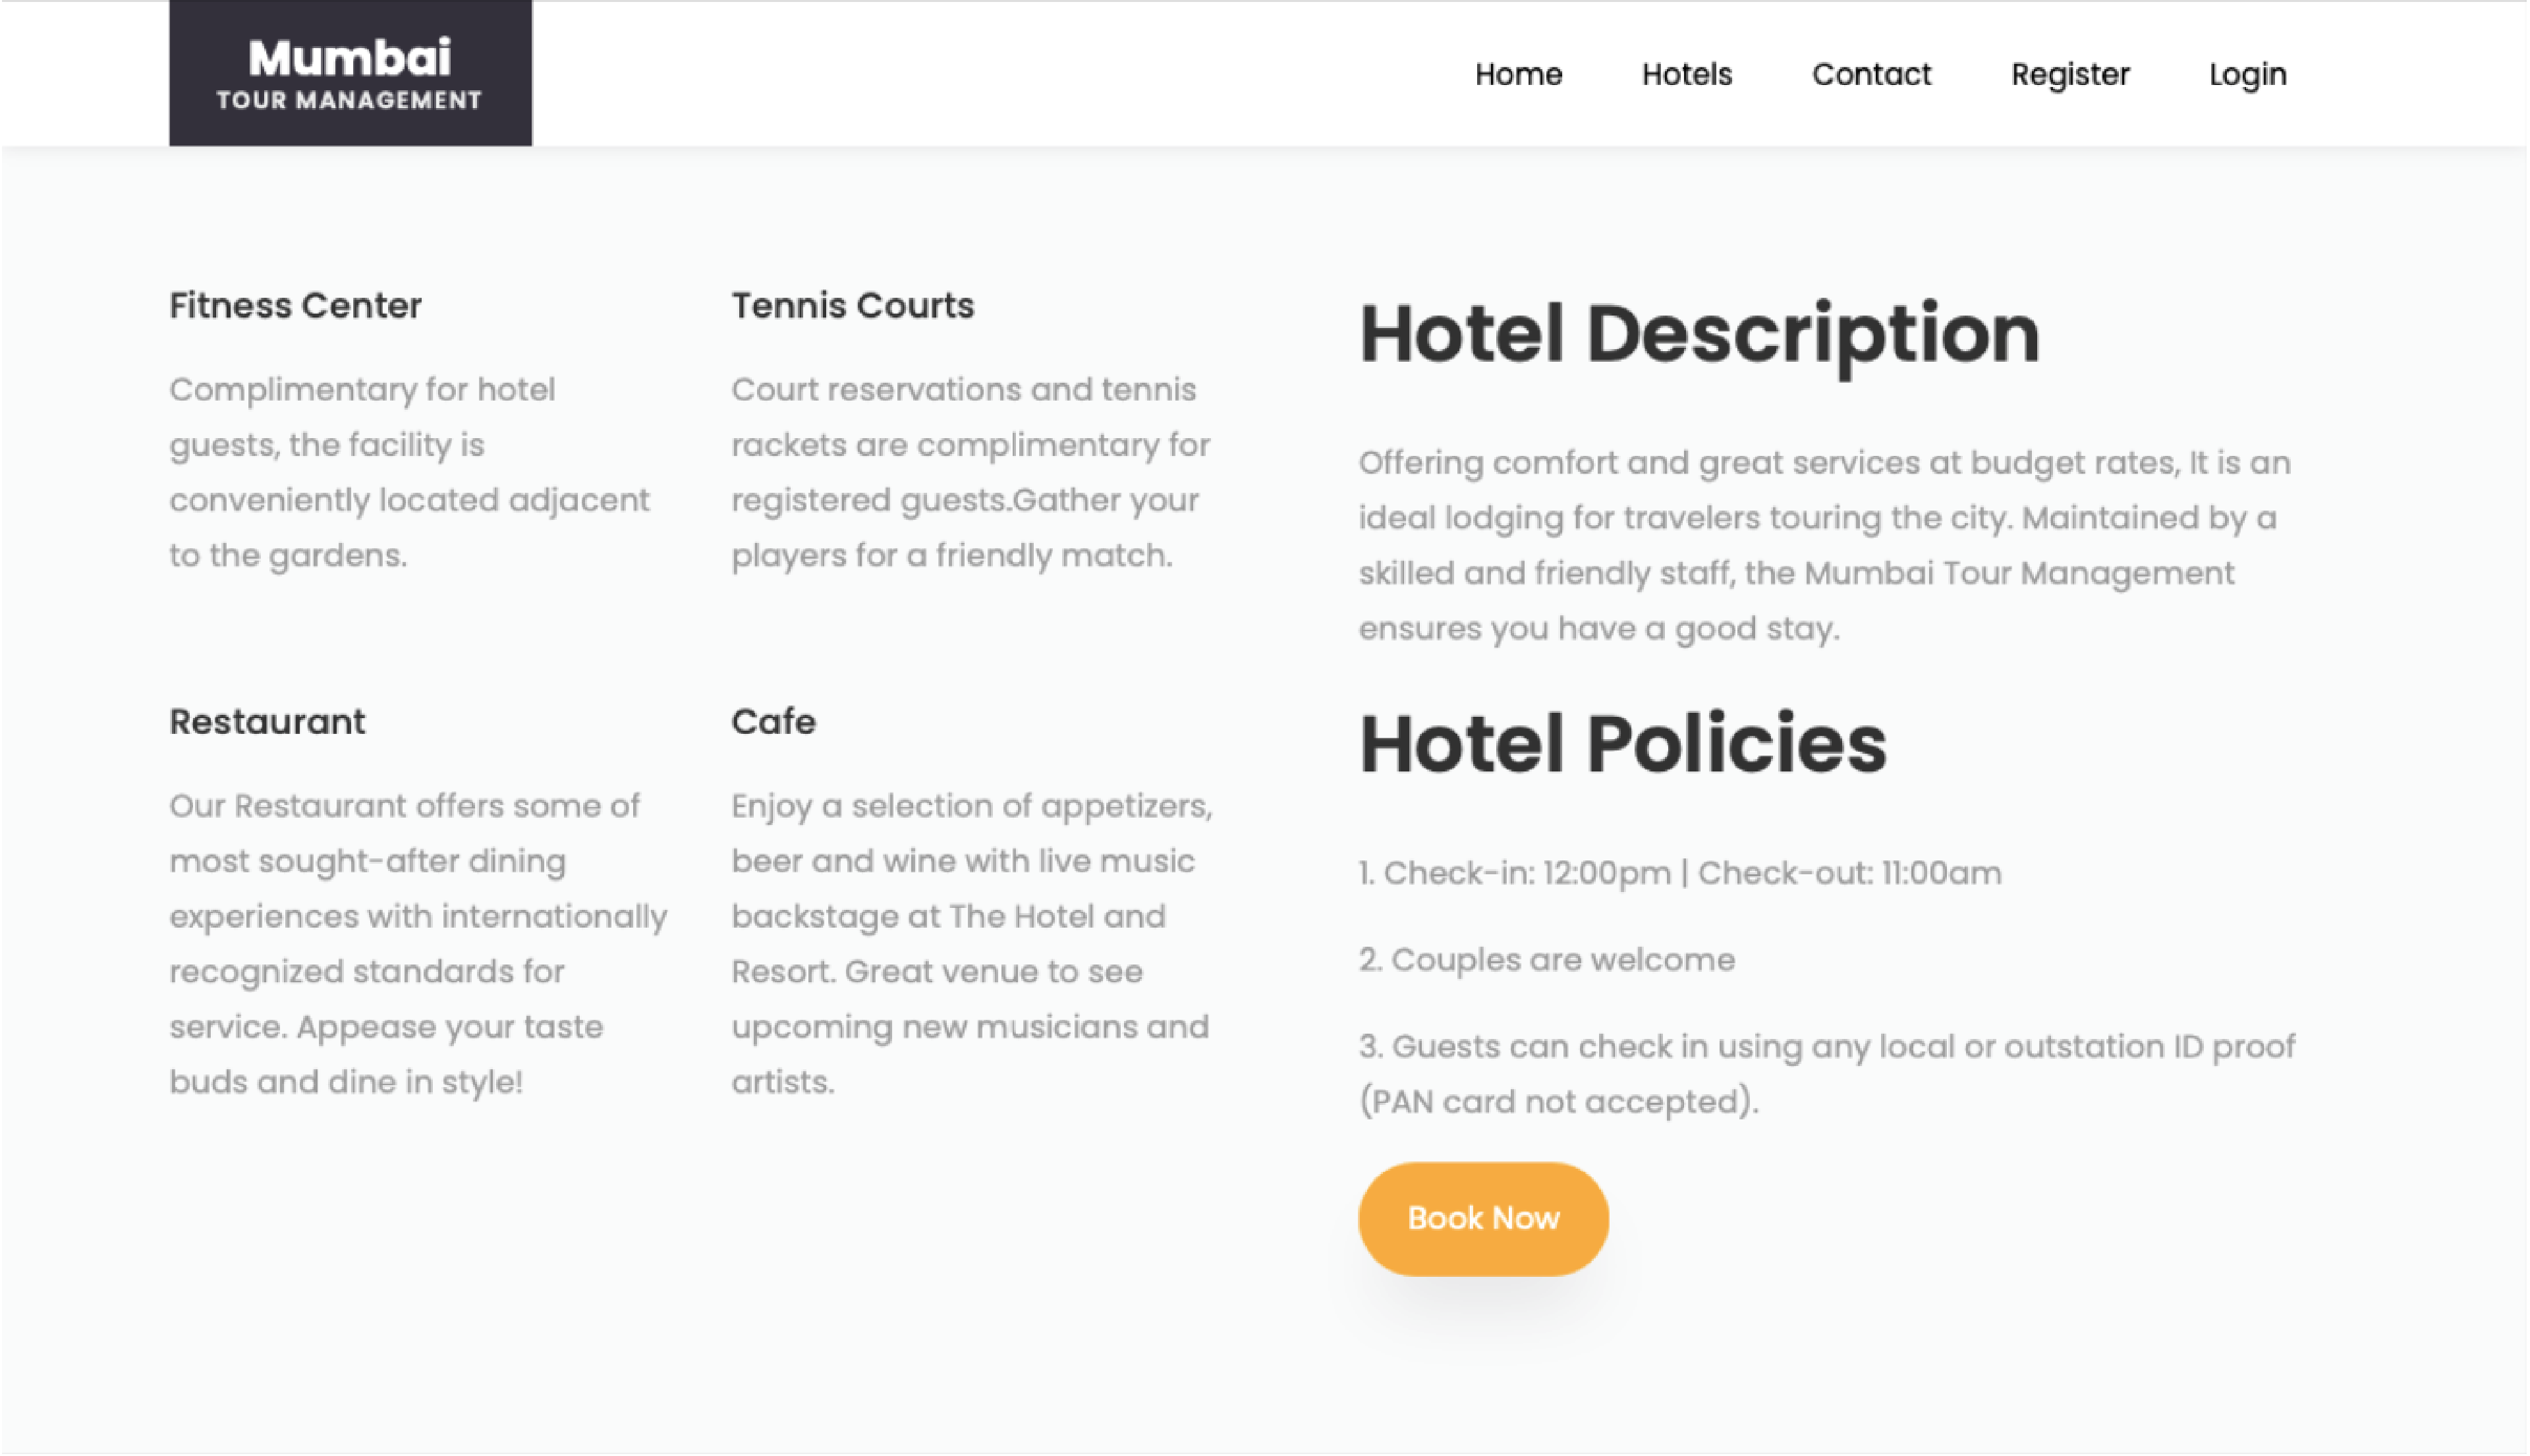 Mumbai
TOUR MANAGEMENT
Home
Hotels
Contact
Register
Login
Fitness Center
Complimentary for hotel
guests, the facility is
conveniently located adjacent
to the gardens.
Tennis Courts
Court reservations and tennis
rackets are complimentary for
registered guests.Gather your
players for a friendly match.
Restaurant
Our Restaurant offers some of
most sought-after dining
experiences with internationally
recognized standards for
service. Appease your taste
buds and dine in style!
Cafe
Enjoy a selection of appetizers,
beer and wine with live music
backstage at The Hotel and
Resort. Great venue to see
upcoming new musicians and
artists.
Hotel Description
Offering comfort and great services at budget rates, It is an
ideal lodging for travelers touring the city. Maintained by a
skilled and friendly staff, the Mumbai Tour Management
ensures you have a good stay.
Hotel Policies
1. Check-in: 12:00pm | Check-out: 11:00am
2. Couples are welcome
3. Guests can check in using any local or outstation ID proof
(PAN card not accepted).
Book Now